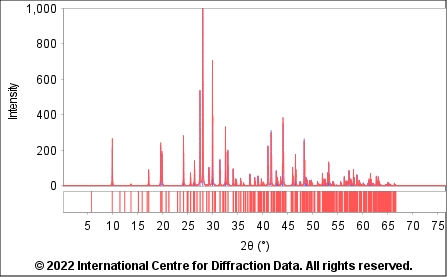 1,000
800
600
400
200
0
Intensity
5 10 15 20 25 30 35 40 45 50 55 60 65 70 75
2θ (°)
© 2022 International Centre for Diffraction Data. All rights reserved.